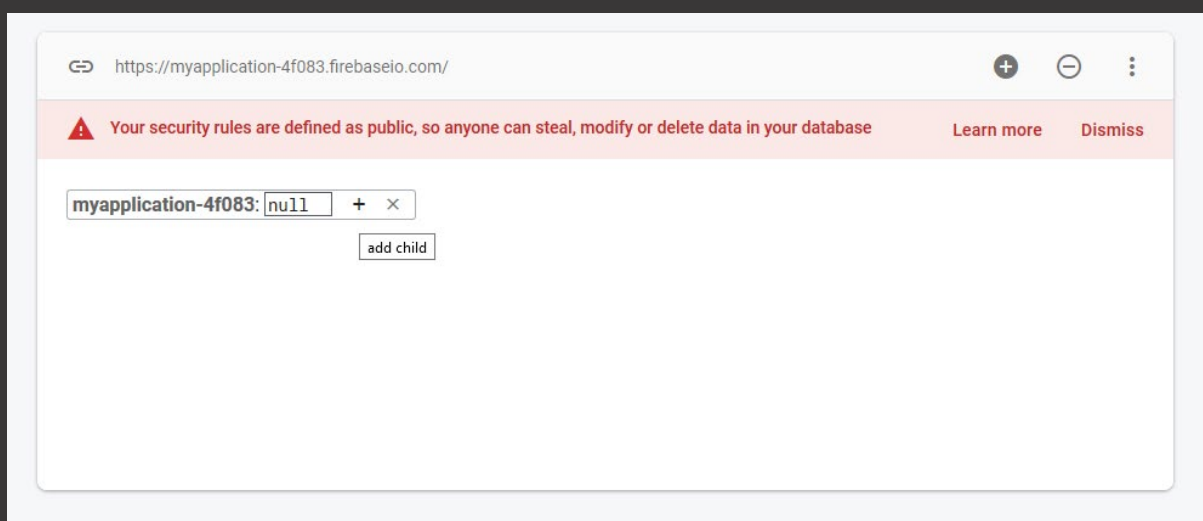 https://myapplication-4f083.firebaseio.com/
Your security rules are defined as public, so anyone can steal, modify or delete data in your database Learn more Dismiss
myapplication-4f083: null + ×
add child